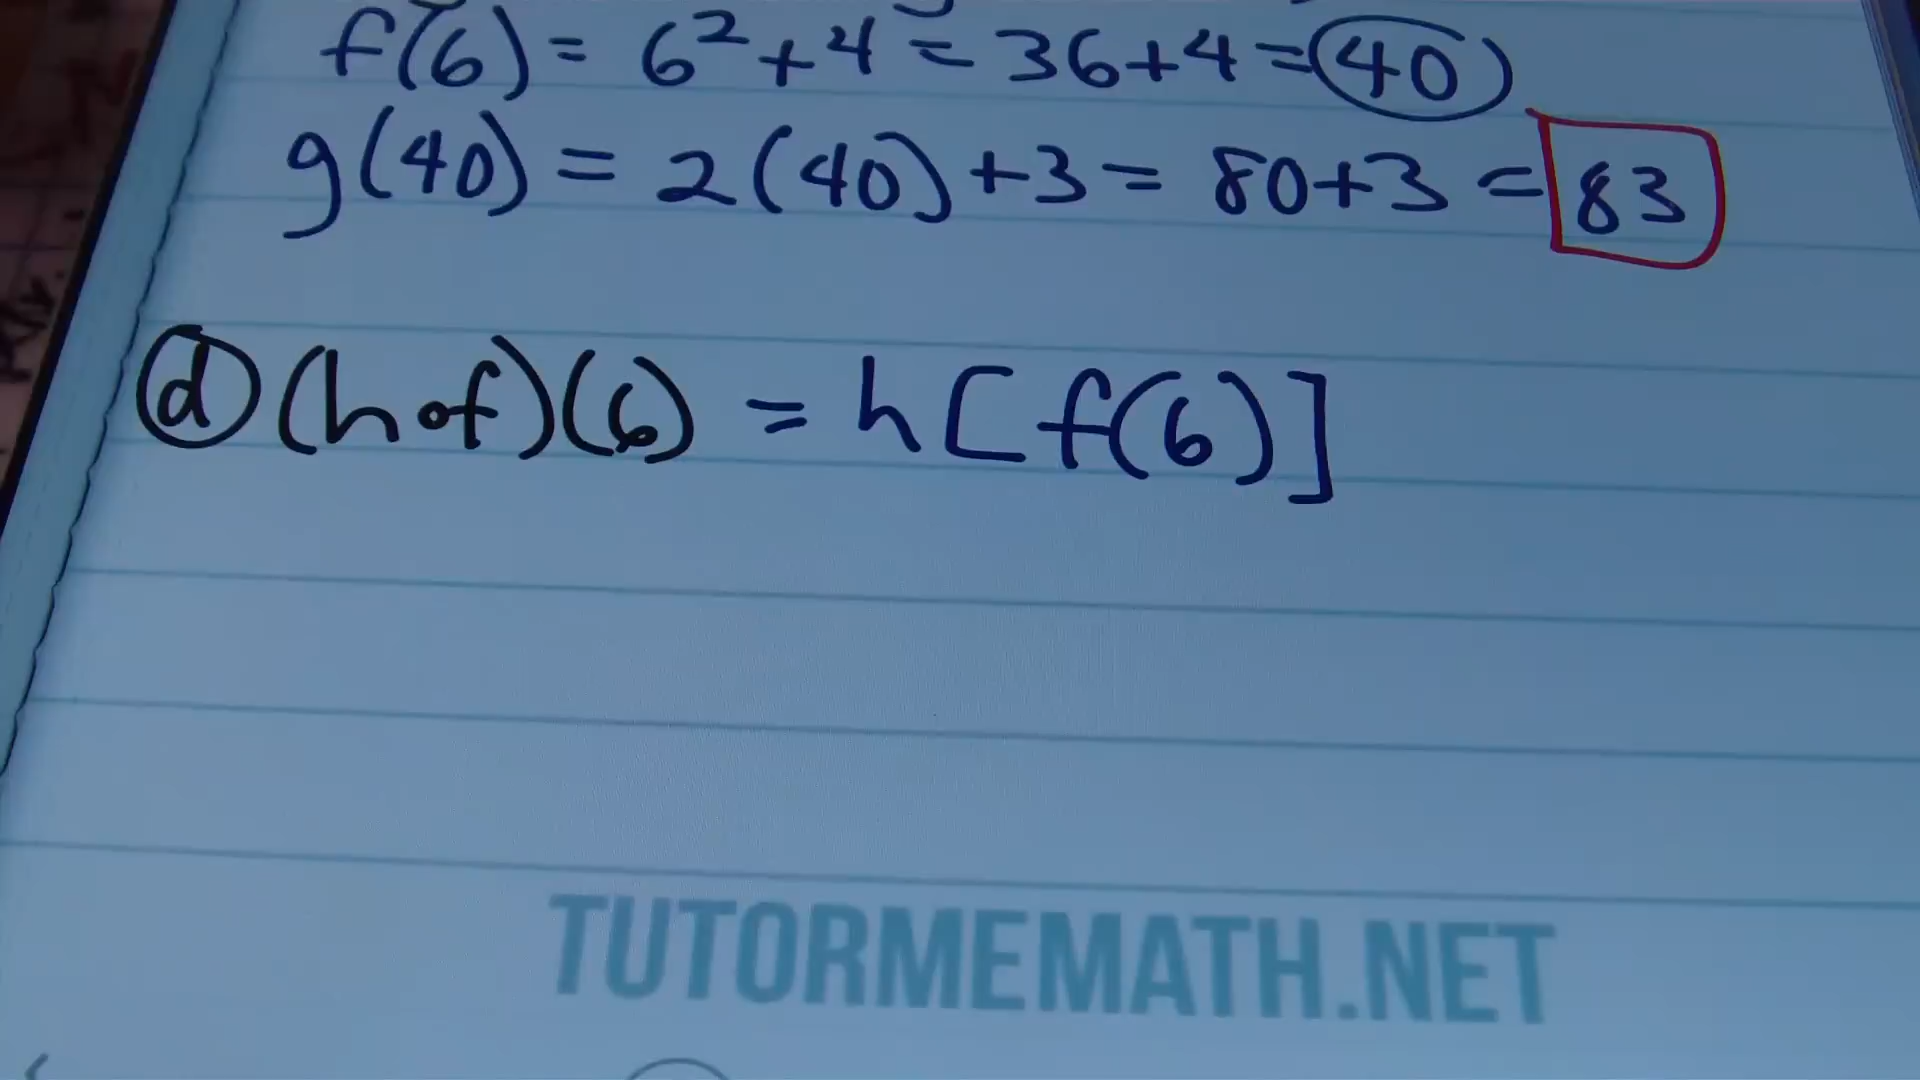 f(6) = 6² + 4 = 36 + 4 = 40
g(40) = 2(40) + 3 = 80 + 3 = 83
d (h∘f)(6) = h[f(6)]
TUTORMEMATH.NET